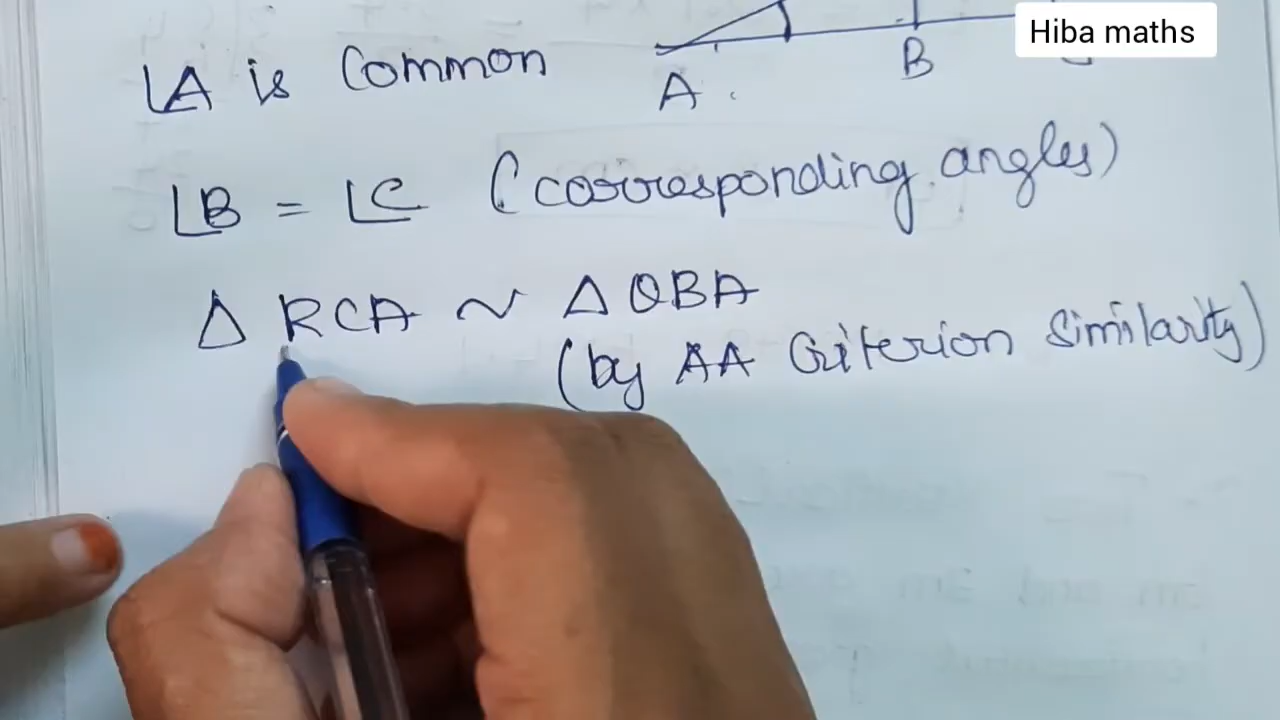 Hiba maths
A
B
∠A is Common
∠B = ∠C (corresponding angles)
Δ RCA ~ Δ QBA
(by AA Criterion Similarity)